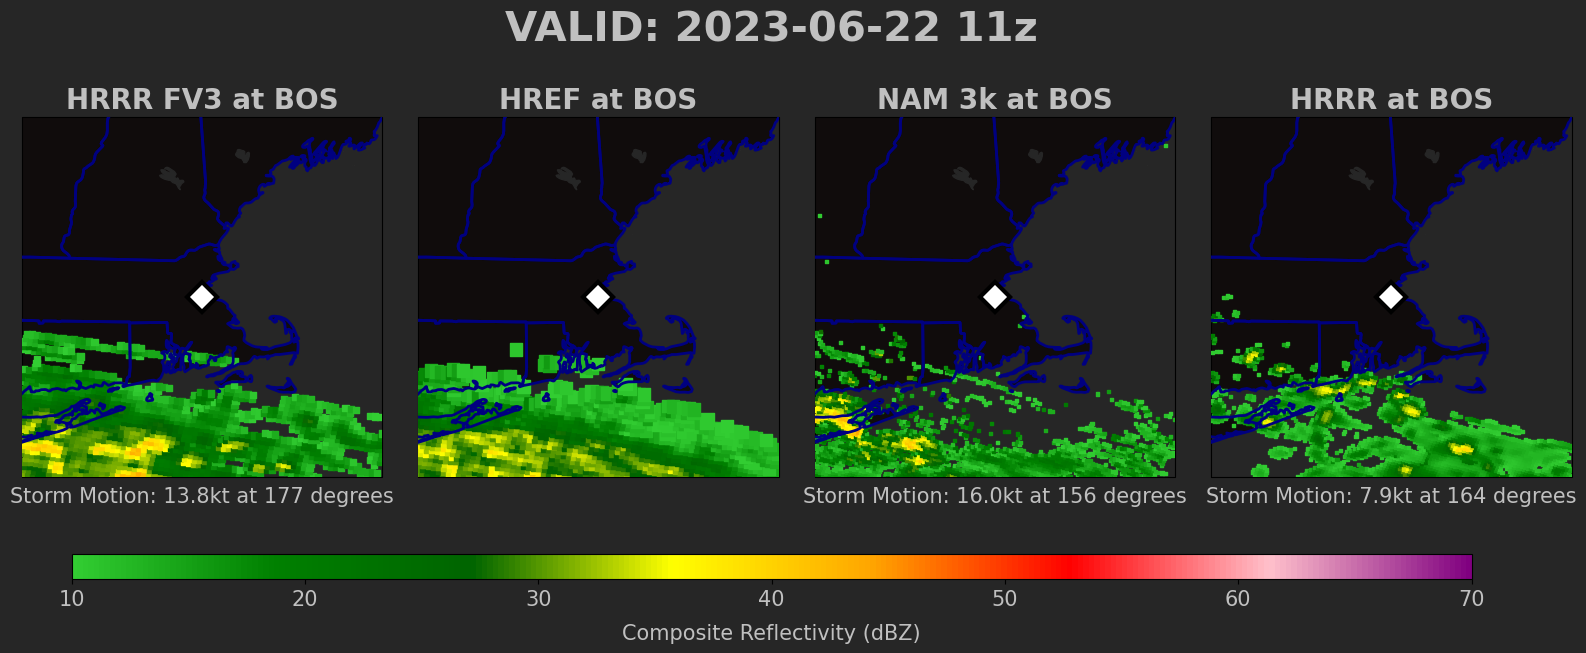 VALID: 2023-06-22 11z
HRRR FV3 at BOS
HREF at BOS
NAM 3k at BOS
HRRR at BOS
Storm Motion: 13.8kt at 177 degrees
Storm Motion: 16.0kt at 156 degrees
Storm Motion: 7.9kt at 164 degrees
10 20 30 40 50 60 70
Composite Reflectivity (dBZ)